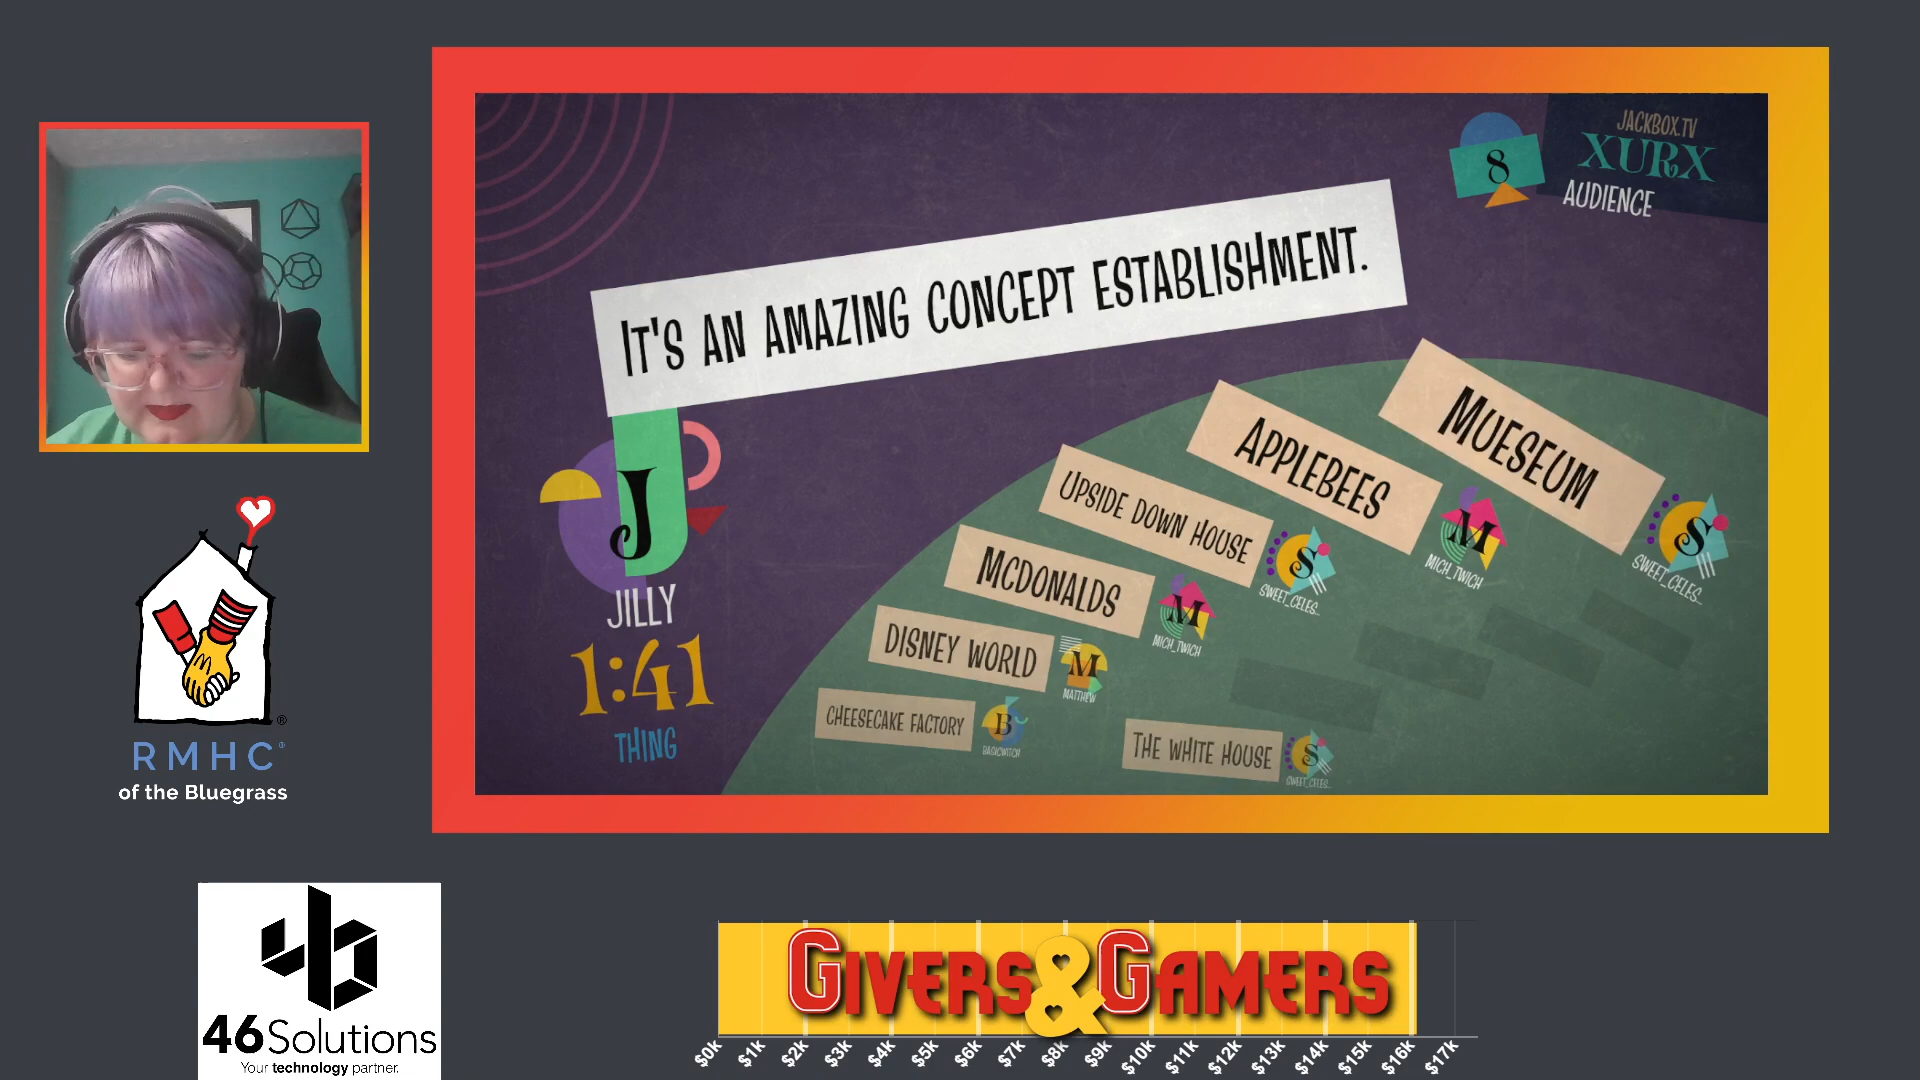 JACKBOX.TV
XURX
8
AUDIENCE
IT'S AN AMAZING CONCEPT ESTABLISHMENT.
J
JILLY
1:41
THING
MUESEUM
S
SWEET_CELES..
APPLEBEES
M
MICH_TWICH
UPSIDE DOWN HOUSE
S
SWEET_CELES..
MCDONALDS
M
MICH_TWICH
DISNEY WORLD
M
MATTHEW
CHEESECAKE FACTORY
B
BASICWITCH
THE WHITE HOUSE
S
SWEET_CELES..
RMHC®
of the Bluegrass
46Solutions
Your technology partner.
GIVERS&GAMERS
$0k $1k $2k $3k $4k $5k $6k $7k $8k $9k $10k $11k $12k $13k $14k $15k $16k $17k